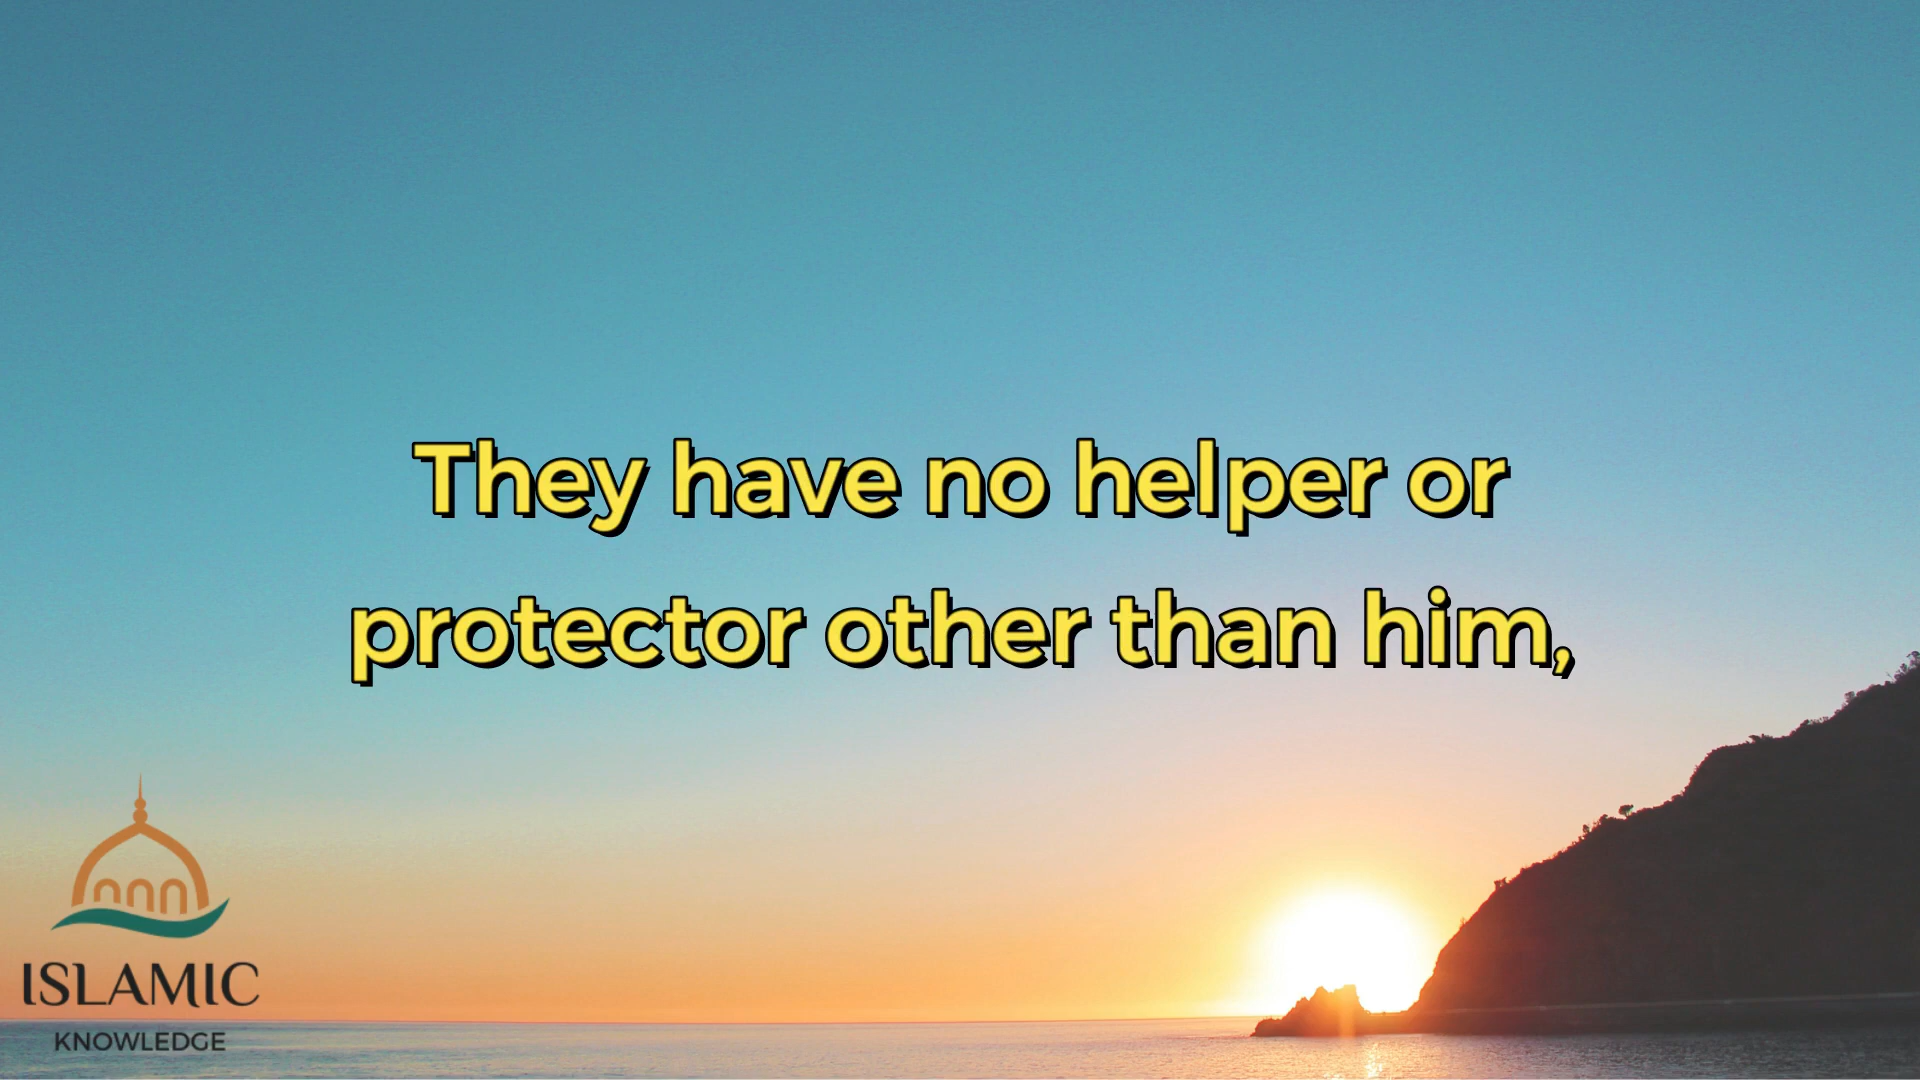 They have no helper or
protector other than him,
ISLAMIC
KNOWLEDGE